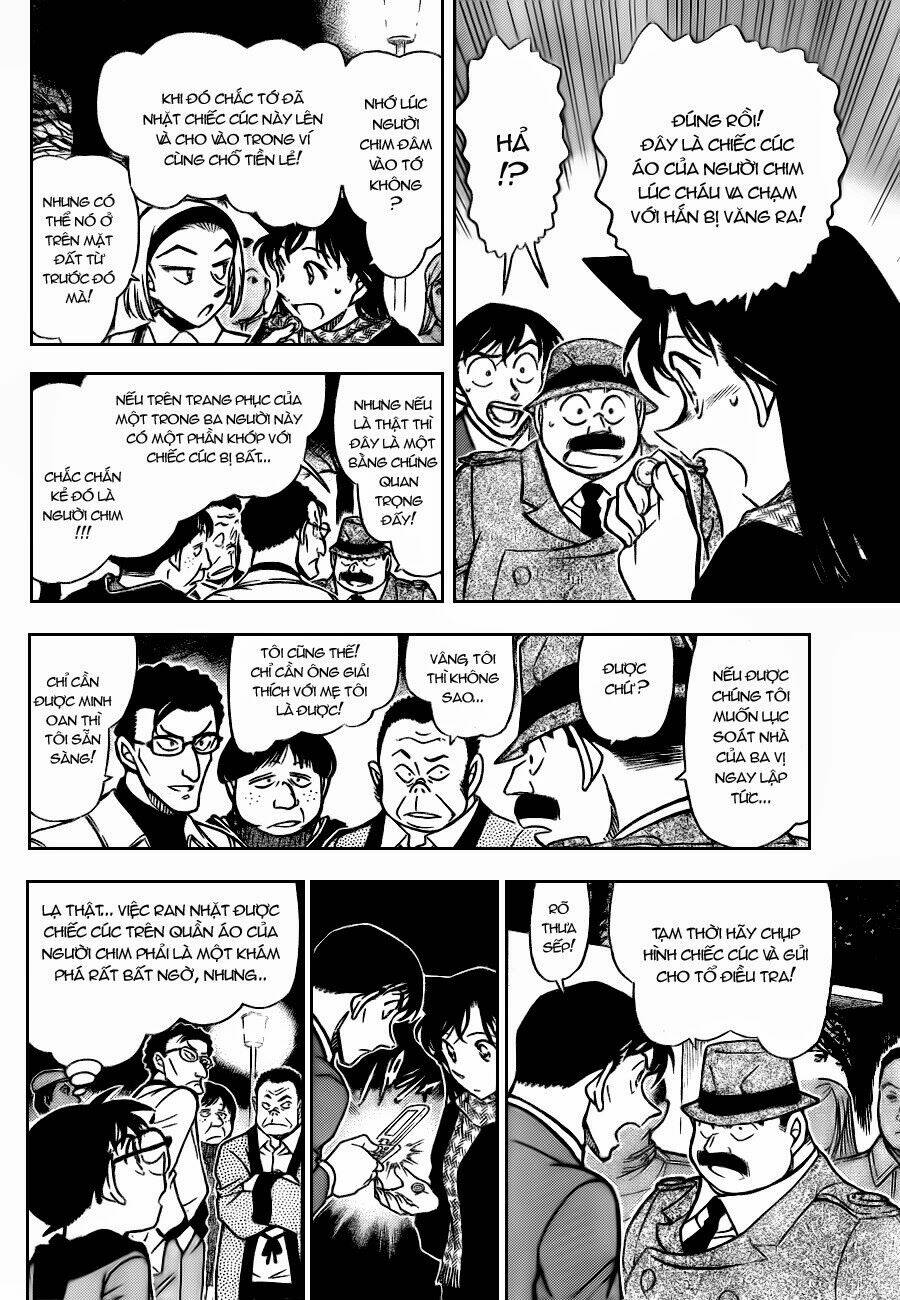 ĐÚNG RỒI!
ĐÂY LÀ CHIẾC CÚC
ÁO CỦA NGƯỜI CHIM
LÚC CHÁU VA CHẠM
VỚI HẮN BỊ VĂNG RA!
HẢ
!?
NHỚ LÚC
NGƯỜI
CHIM ĐÂM
VÀO TỚ
KHÔNG
?
KHI ĐÓ CHẮC TỚ ĐÃ
NHẶT CHIẾC CÚC NÀY LÊN
VÀ CHO VÀO TRONG VÍ
CÙNG CHỖ TIỀN LẺ!
NHƯNG CÓ
THỂ NÓ Ở
TRÊN MẶT
ĐẤT TỪ
TRƯỚC ĐÓ
MÀ!
NHƯNG NẾU
LÀ THẬT THÌ
ĐÂY LÀ MỘT
BẰNG CHỨNG
QUAN
TRỌNG
ĐẤY!
NẾU TRÊN TRANG PHỤC CỦA
MỘT TRONG BA NGƯỜI NÀY
CÓ MỘT PHẦN KHỚP VỚI
CHIẾC CÚC BỊ BẤT...
CHẮC CHẮN
KẺ ĐÓ LÀ
NGƯỜI CHIM
!!!
NẾU ĐƯỢC
CHÚNG TÔI
MUỐN LỤC
SOÁT NHÀ
CỦA BA VỊ
NGAY LẬP
TỨC...
ĐƯỢC
CHỨ?
VÂNG, TÔI
THÌ KHÔNG
SAO...
TÔI CŨNG THẾ!
CHỈ CẦN ÔNG GIẢI
THÍCH VỚI MẸ TÔI
LÀ ĐƯỢC!
CHỈ CẦN
ĐƯỢC MINH
OAN THÌ
TÔI SẴN
SÀNG!
TẠM THỜI HÃY CHỤP
HÌNH CHIẾC CÚC VÀ GỬI
CHO TỔ ĐIỀU TRA!
RÕ
THƯA
SẾP!
LẠ THẬT... VIỆC RAN NHẶT ĐƯỢC
CHIẾC CÚC TRÊN QUẦN ÁO CỦA
NGƯỜI CHIM PHẢI LÀ MỘT KHÁM
PHÁ RẤT BẤT NGỜ, NHƯNG..